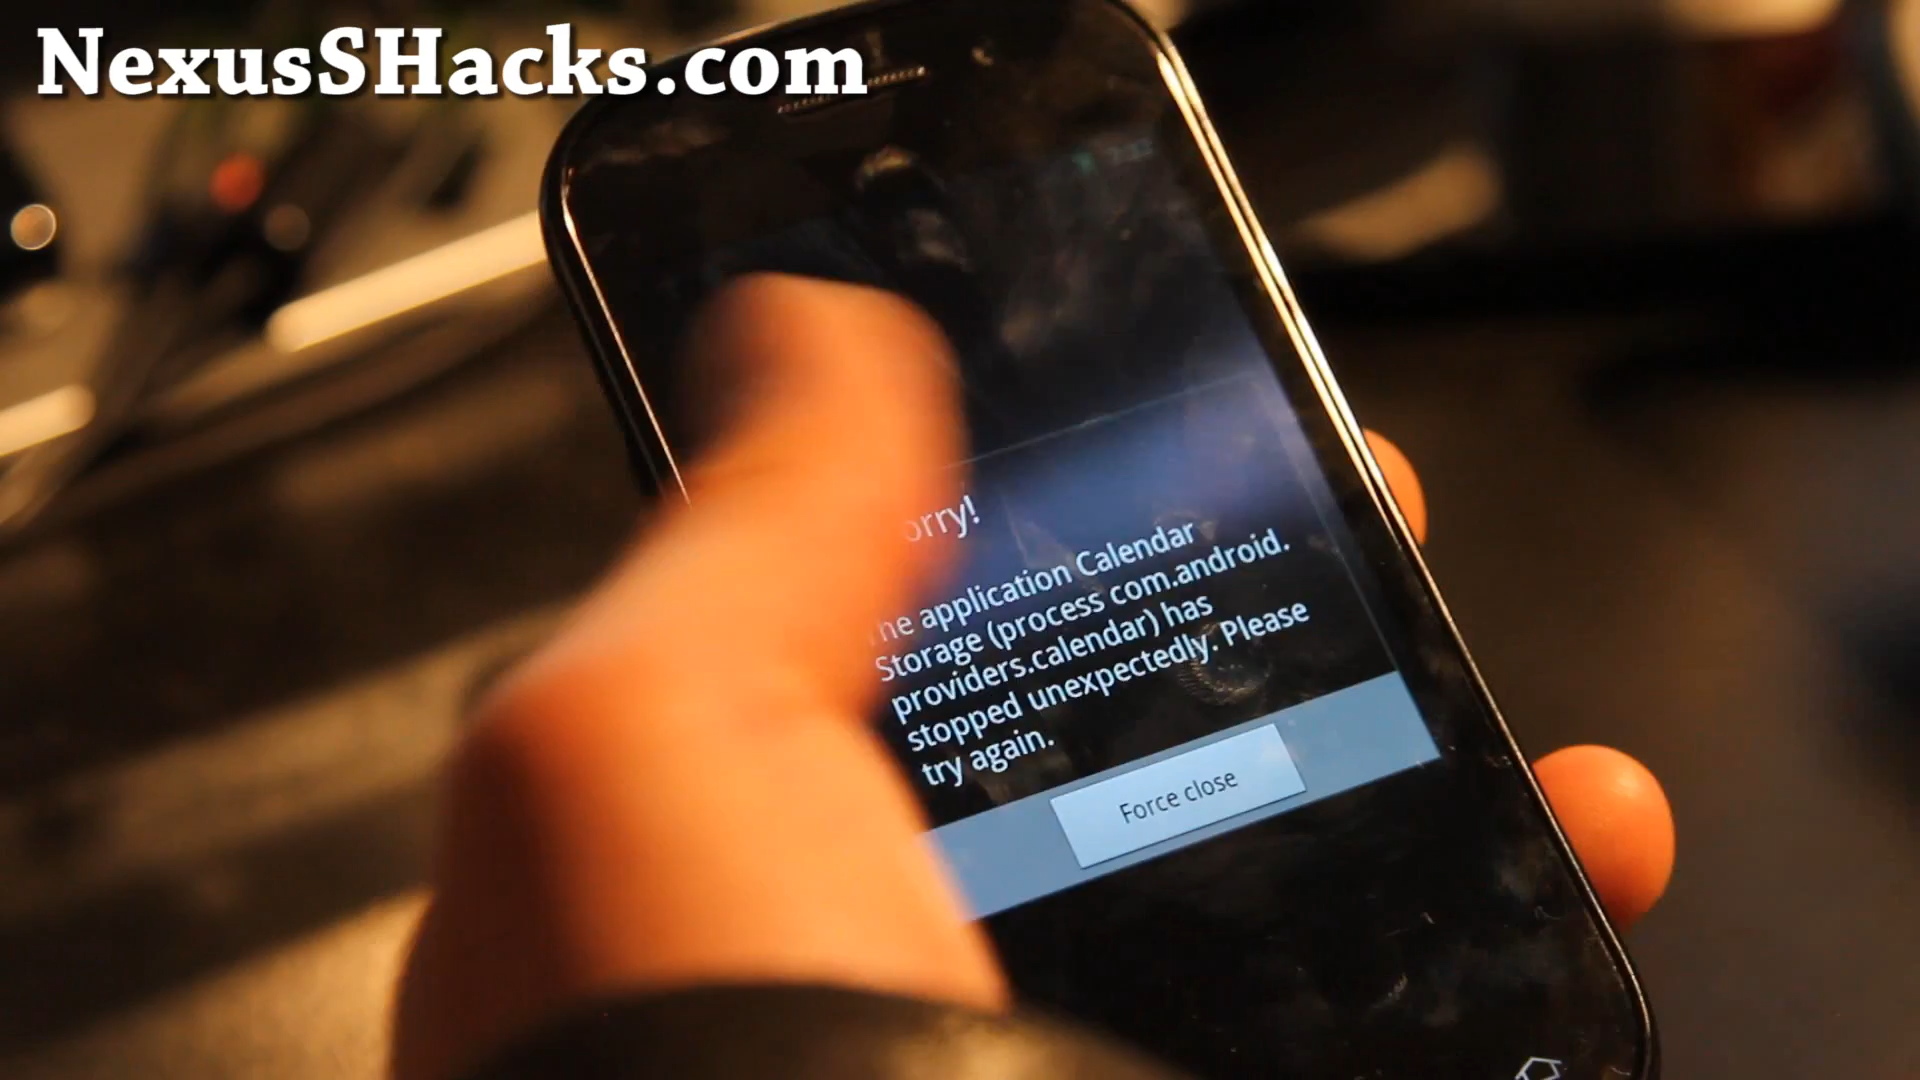 NexusSHacks.com
orry!
he application Calendar
Storage (process com.android.
providers.calendar) has
stopped unexpectedly. Please
try again.
Force close